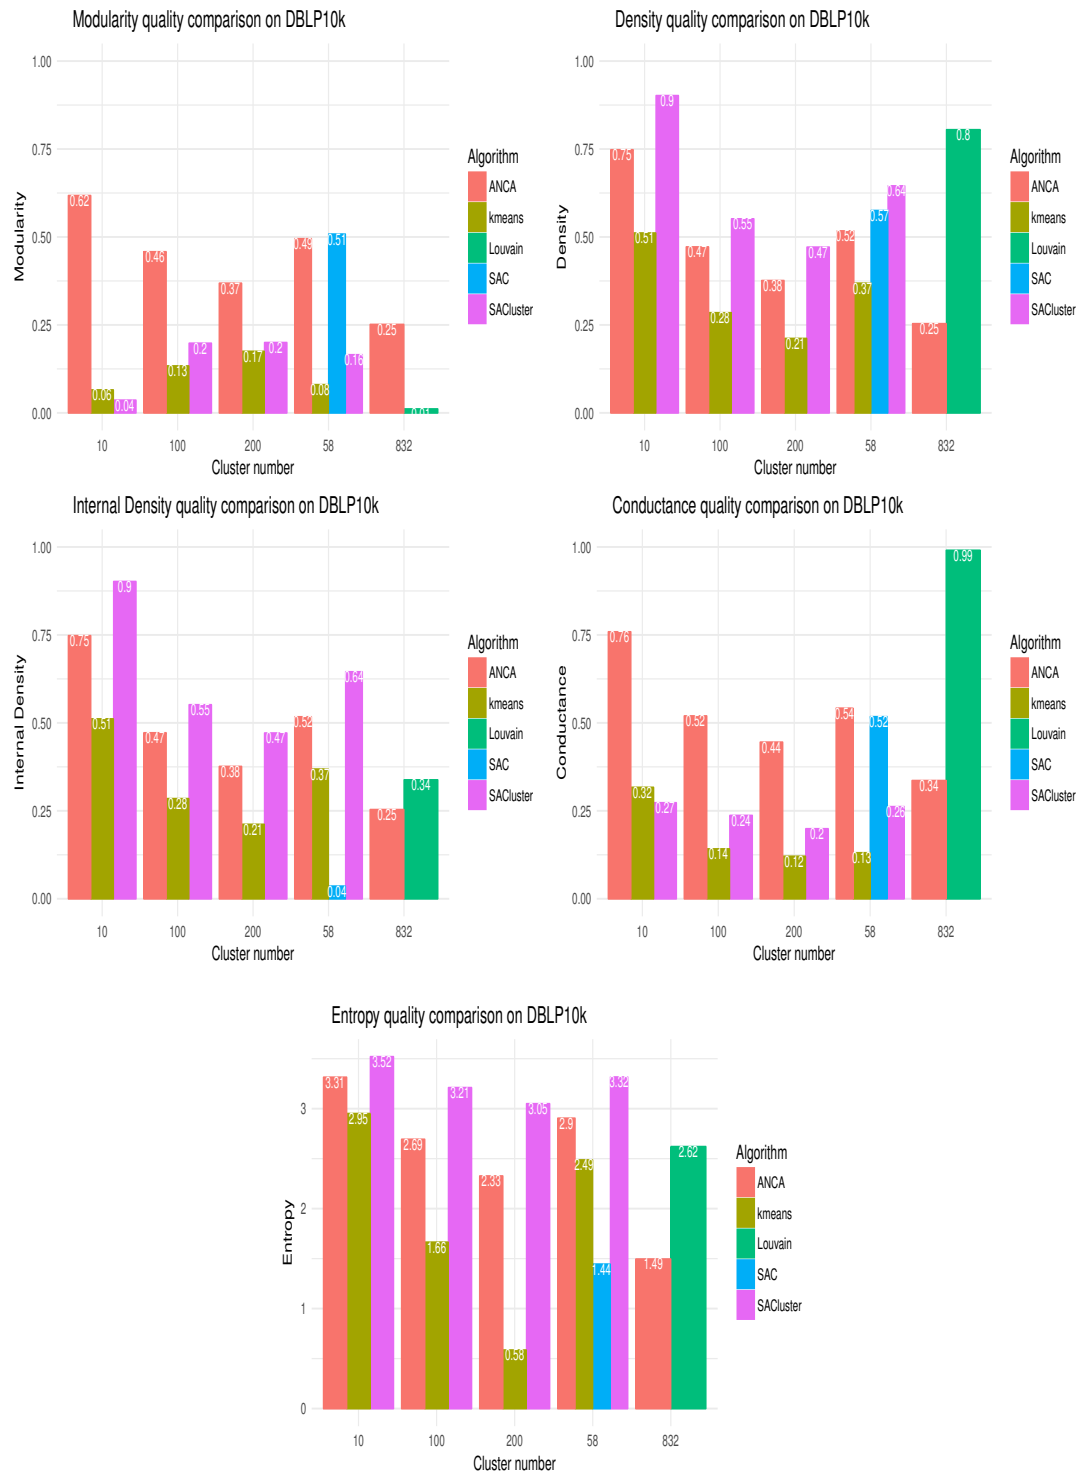 Modularity quality comparison on DBLP10k
1.00
0.75
0.50
0.25
0.00
Modularity
0.62
0.06
0.04
0.46
0.13
0.2
0.37
0.17
0.2
0.49
0.08
0.51
0.16
0.25
0.01
10
100
200
58
832
Cluster number
Algorithm
ANCA
kmeans
Louvain
SAC
SACluster
Density quality comparison on DBLP10k
1.00
0.75
0.50
0.25
0.00
Density
0.75
0.51
0.9
0.47
0.28
0.55
0.38
0.21
0.47
0.52
0.37
0.57
0.64
0.25
0.8
10
100
200
58
832
Cluster number
Algorithm
ANCA
kmeans
Louvain
SAC
SACluster
Internal Density quality comparison on DBLP10k
1.00
0.75
0.50
0.25
0.00
Internal Density
0.75
0.51
0.9
0.47
0.28
0.55
0.38
0.21
0.47
0.52
0.37
0.04
0.64
0.25
0.34
10
100
200
58
832
Cluster number
Algorithm
ANCA
kmeans
Louvain
SAC
SACluster
Conductance quality comparison on DBLP10k
1.00
0.75
0.50
0.25
0.00
Conductance
0.76
0.32
0.27
0.52
0.14
0.24
0.44
0.12
0.2
0.54
0.13
0.52
0.26
0.34
0.99
10
100
200
58
832
Cluster number
Algorithm
ANCA
kmeans
Louvain
SAC
SACluster
Entropy quality comparison on DBLP10k
3
2
1
0
Entropy
3.31
2.95
3.52
2.69
1.66
3.21
2.33
0.58
3.05
2.9
2.49
1.44
3.32
1.49
2.62
10
100
200
58
832
Cluster number
Algorithm
ANCA
kmeans
Louvain
SAC
SACluster